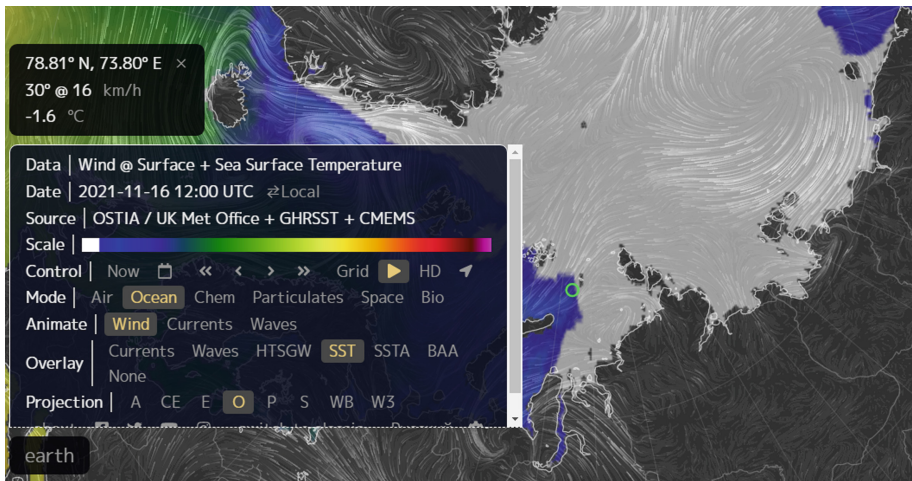 78.81° N, 73.80° E ×
30° @ 16 km/h
-1.6 °C
Data | Wind @ Surface + Sea Surface Temperature
Date | 2021-11-16 12:00 UTC ⇄Local
Source | OSTIA / UK Met Office + GHRSST + CMEMS
Scale
Control | Now « ‹ › » Grid HD
Mode | Air Ocean Chem Particulates Space Bio
Animate | Wind Currents Waves
Overlay | Currents Waves HTSGW SST SSTA BAA
None
Projection | A CE E O P S WB W3
earth